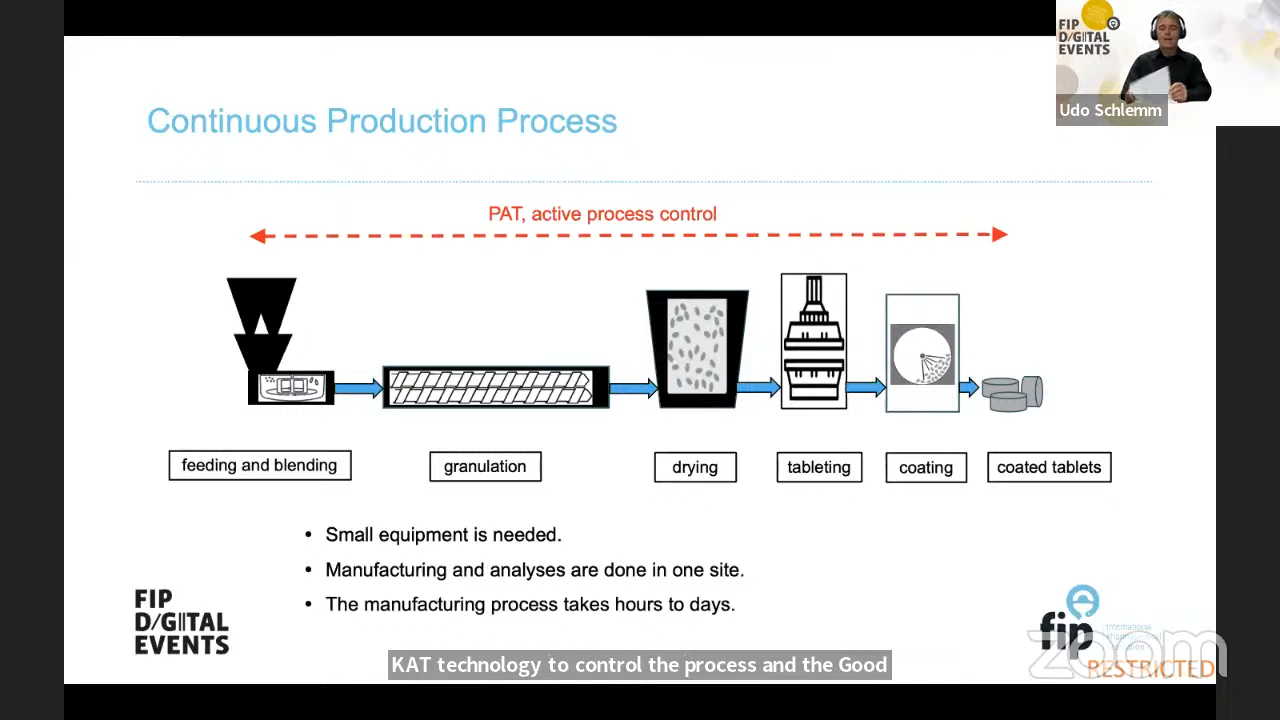 FIP
D/GITAL
EVENTS
Udo Schlemm
Continuous Production Process
PAT, active process control
feeding and blending
granulation
drying
tableting
coating
coated tablets
• Small equipment is needed.
• Manufacturing and analyses are done in one site.
• The manufacturing process takes hours to days.
FIP
D/GITAL
EVENTS
fip
international
zoom
RESTRICTED
KAT technology to control the process and the Good